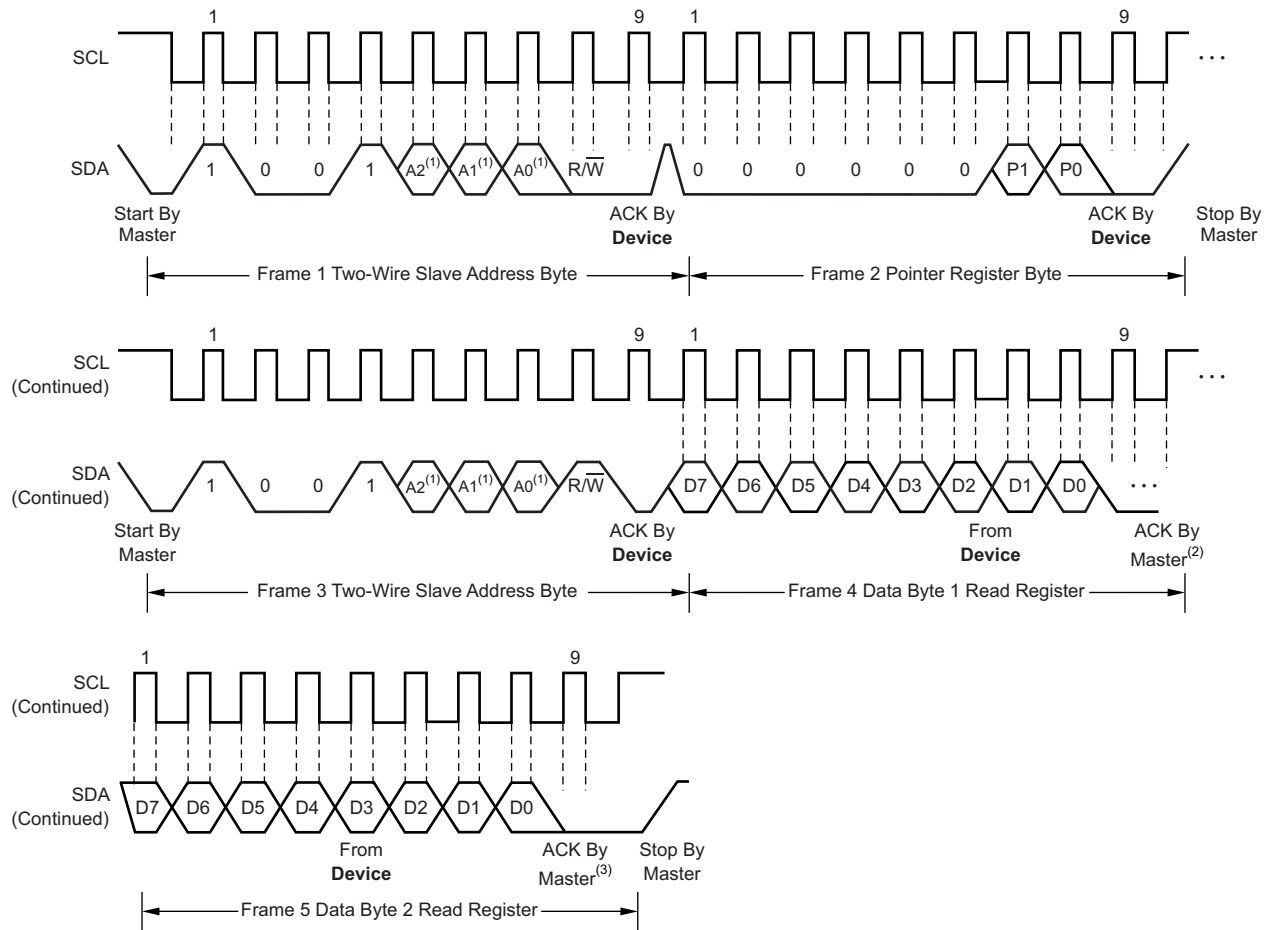 1 9 1 9
SCL ...
SDA 1 0 0 1 A2(1) A1(1) A0(1) R/W̅ 0 0 0 0 0 0 P1 P0
Start By ACK By ACK By Stop By
Master Device Device Master
Frame 1 Two-Wire Slave Address Byte Frame 2 Pointer Register Byte
1 9 1 9
SCL ...
(Continued)
SDA 1 0 0 1 A2(1) A1(1) A0(1) R/W̅ D7 D6 D5 D4 D3 D2 D1 D0 ...
(Continued)
Start By ACK By From ACK By
Master Device Device Master(2)
Frame 3 Two-Wire Slave Address Byte Frame 4 Data Byte 1 Read Register
1 9
SCL
(Continued)
SDA D7 D6 D5 D4 D3 D2 D1 D0
(Continued)
From ACK By Stop By
Device Master(3) Master
Frame 5 Data Byte 2 Read Register